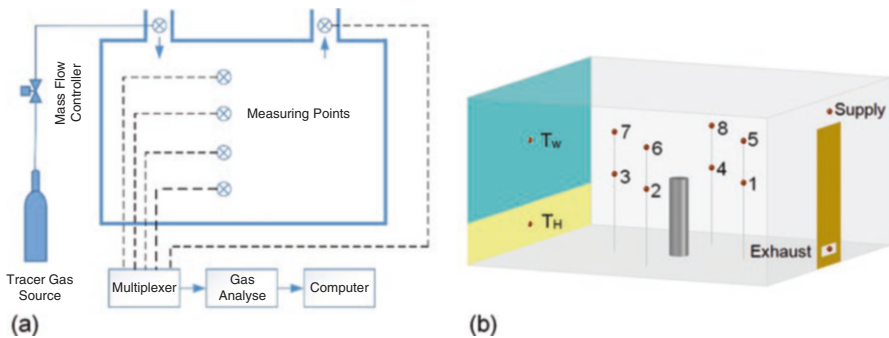 Mass Flow
Controller
Measuring Points
Tracer Gas
Source
Multiplexer
Gas
Analyse
Computer
(a)
Tw
TH
7
6
8
5
3
2
4
1
Supply
Exhaust
(b)